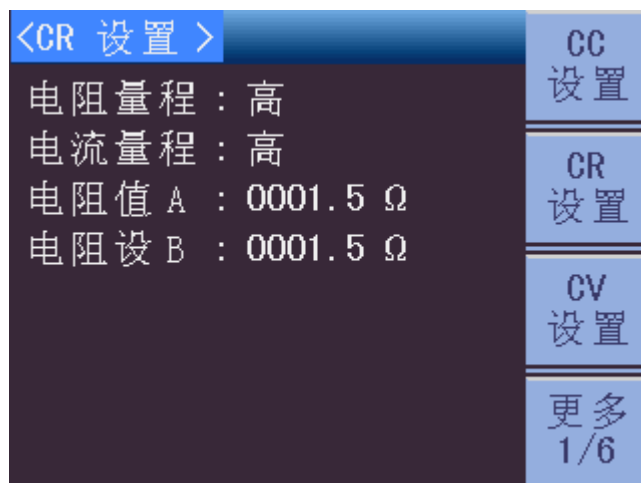 <CR 设置 >
电阻量程：高
电流量程：高
电阻值 A ：0001.5 Ω
电阻设 B ：0001.5 Ω
CC
设置
CR
设置
CV
设置
更多
1/6